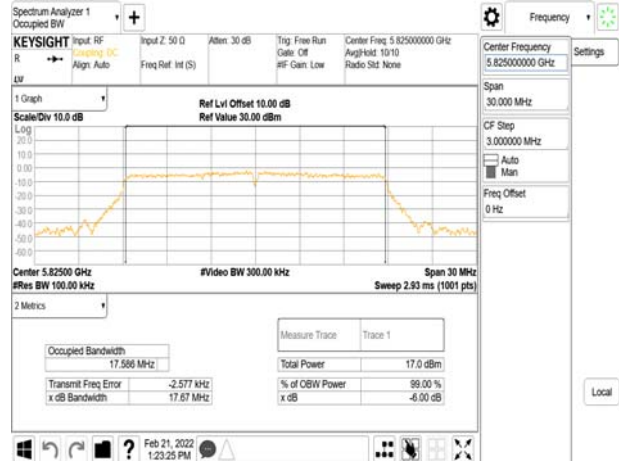 Spectrum Analyzer 1
Occupied BW
+
Frequency
KEYSIGHT
R
Input: RF
Coupling: DC
Align: Auto
Input Z: 50 Ω
Freq Ref: Int (S)
Atten: 30 dB
Trig: Free Run
Gate: Off
#IF Gain: Low
Center Freq: 5.825000000 GHz
Avg|Hold: 10/10
Radio Std: None
Center Frequency
5.825000000 GHz
Settings
Span
30.000 MHz
CF Step
3.000000 MHz
Auto
Man
Freq Offset
0 Hz
Local
1 Graph
Scale/Div 10.0 dB
Ref Lvl Offset 10.00 dB
Ref Value 30.00 dBm
Log
20.0
10.0
0.00
-10.0
-20.0
-30.0
-40.0
-50.0
-60.0
Center 5.82500 GHz
#Res BW 100.00 kHz
#Video BW 300.00 kHz
Span 30 MHz
Sweep 2.93 ms (1001 pts)
2 Metrics
Measure Trace
Trace 1
Occupied Bandwidth
17.586 MHz
Total Power
17.0 dBm
Transmit Freq Error
-2.577 kHz
% of OBW Power
99.00 %
x dB Bandwidth
17.67 MHz
x dB
-6.00 dB
?
Feb 21, 2022
1:23:25 PM